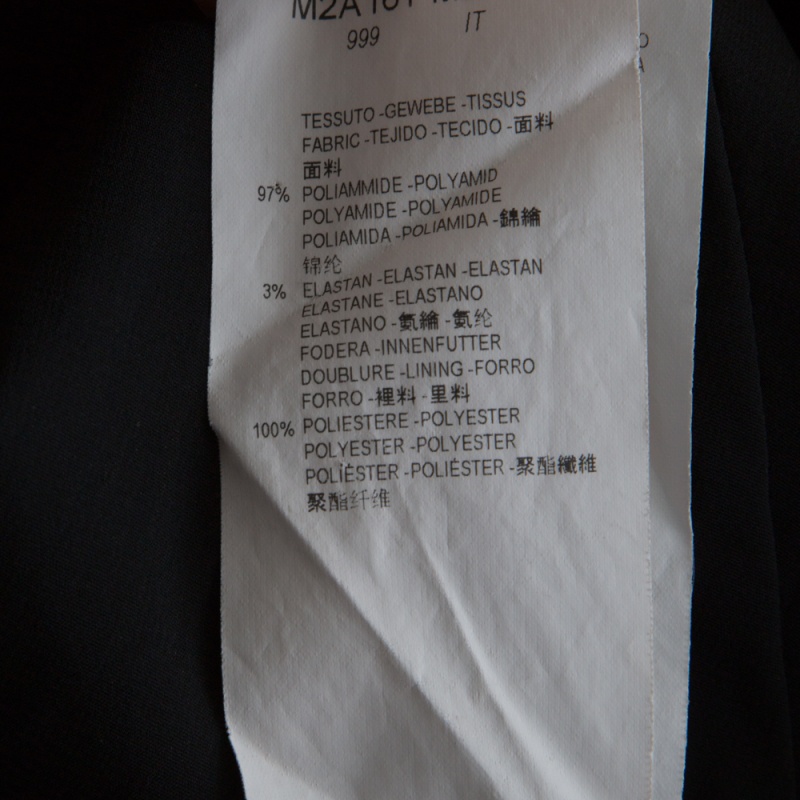 999 IT
TESSUTO -GEWEBE -TISSUS
FABRIC -TEJIDO -TECIDO -面料
面料
97% POLIAMMIDE -POLYAMID
POLYAMIDE -POLYAMIDE
POLIAMIDA -POLIAMIDA -錦綸
锦纶
3% ELASTAN -ELASTAN -ELASTAN
ELASTANE -ELASTANO
ELASTANO -氨綸 -氨纶
FODERA -INNENFUTTER
DOUBLURE -LINING -FORRO
FORRO -裡料 -里料
100% POLIESTERE -POLYESTER
POLYESTER -POLYESTER
POLIÈSTER -POLIÈSTER -聚酯纖維
聚酯纤维